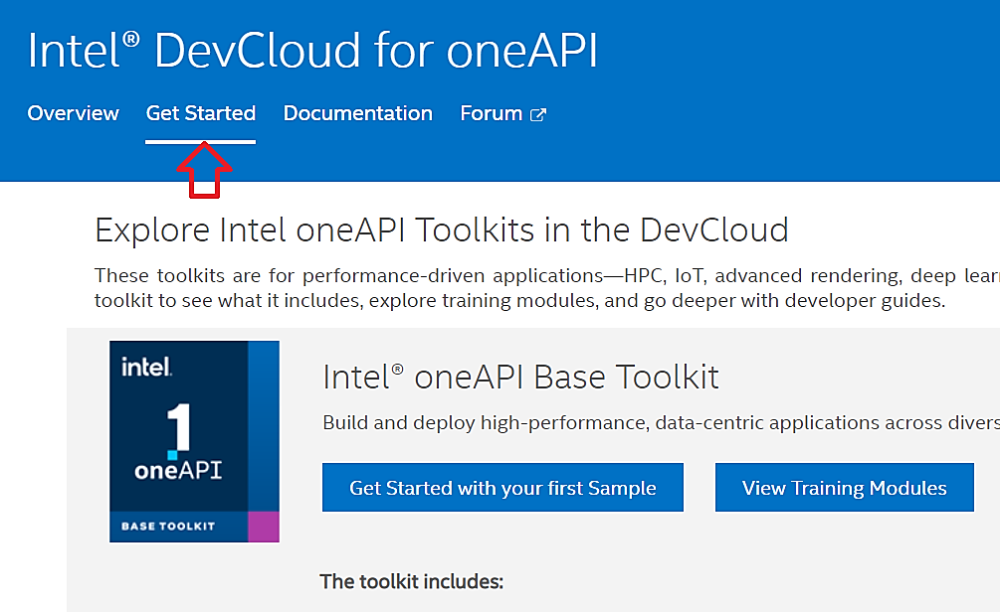 Intel® DevCloud for oneAPI
Overview Get Started Documentation Forum
Explore Intel oneAPI Toolkits in the DevCloud
These toolkits are for performance-driven applications—HPC, IoT, advanced rendering, deep
toolkit to see what it includes, explore training modules, and go deeper with developer guides.
intel.
1
oneAPI
BASE TOOLKIT
Intel® oneAPI Base Toolkit
Build and deploy high-performance, data-centric applications across
Get Started with your first Sample View Training Modules
The toolkit includes: